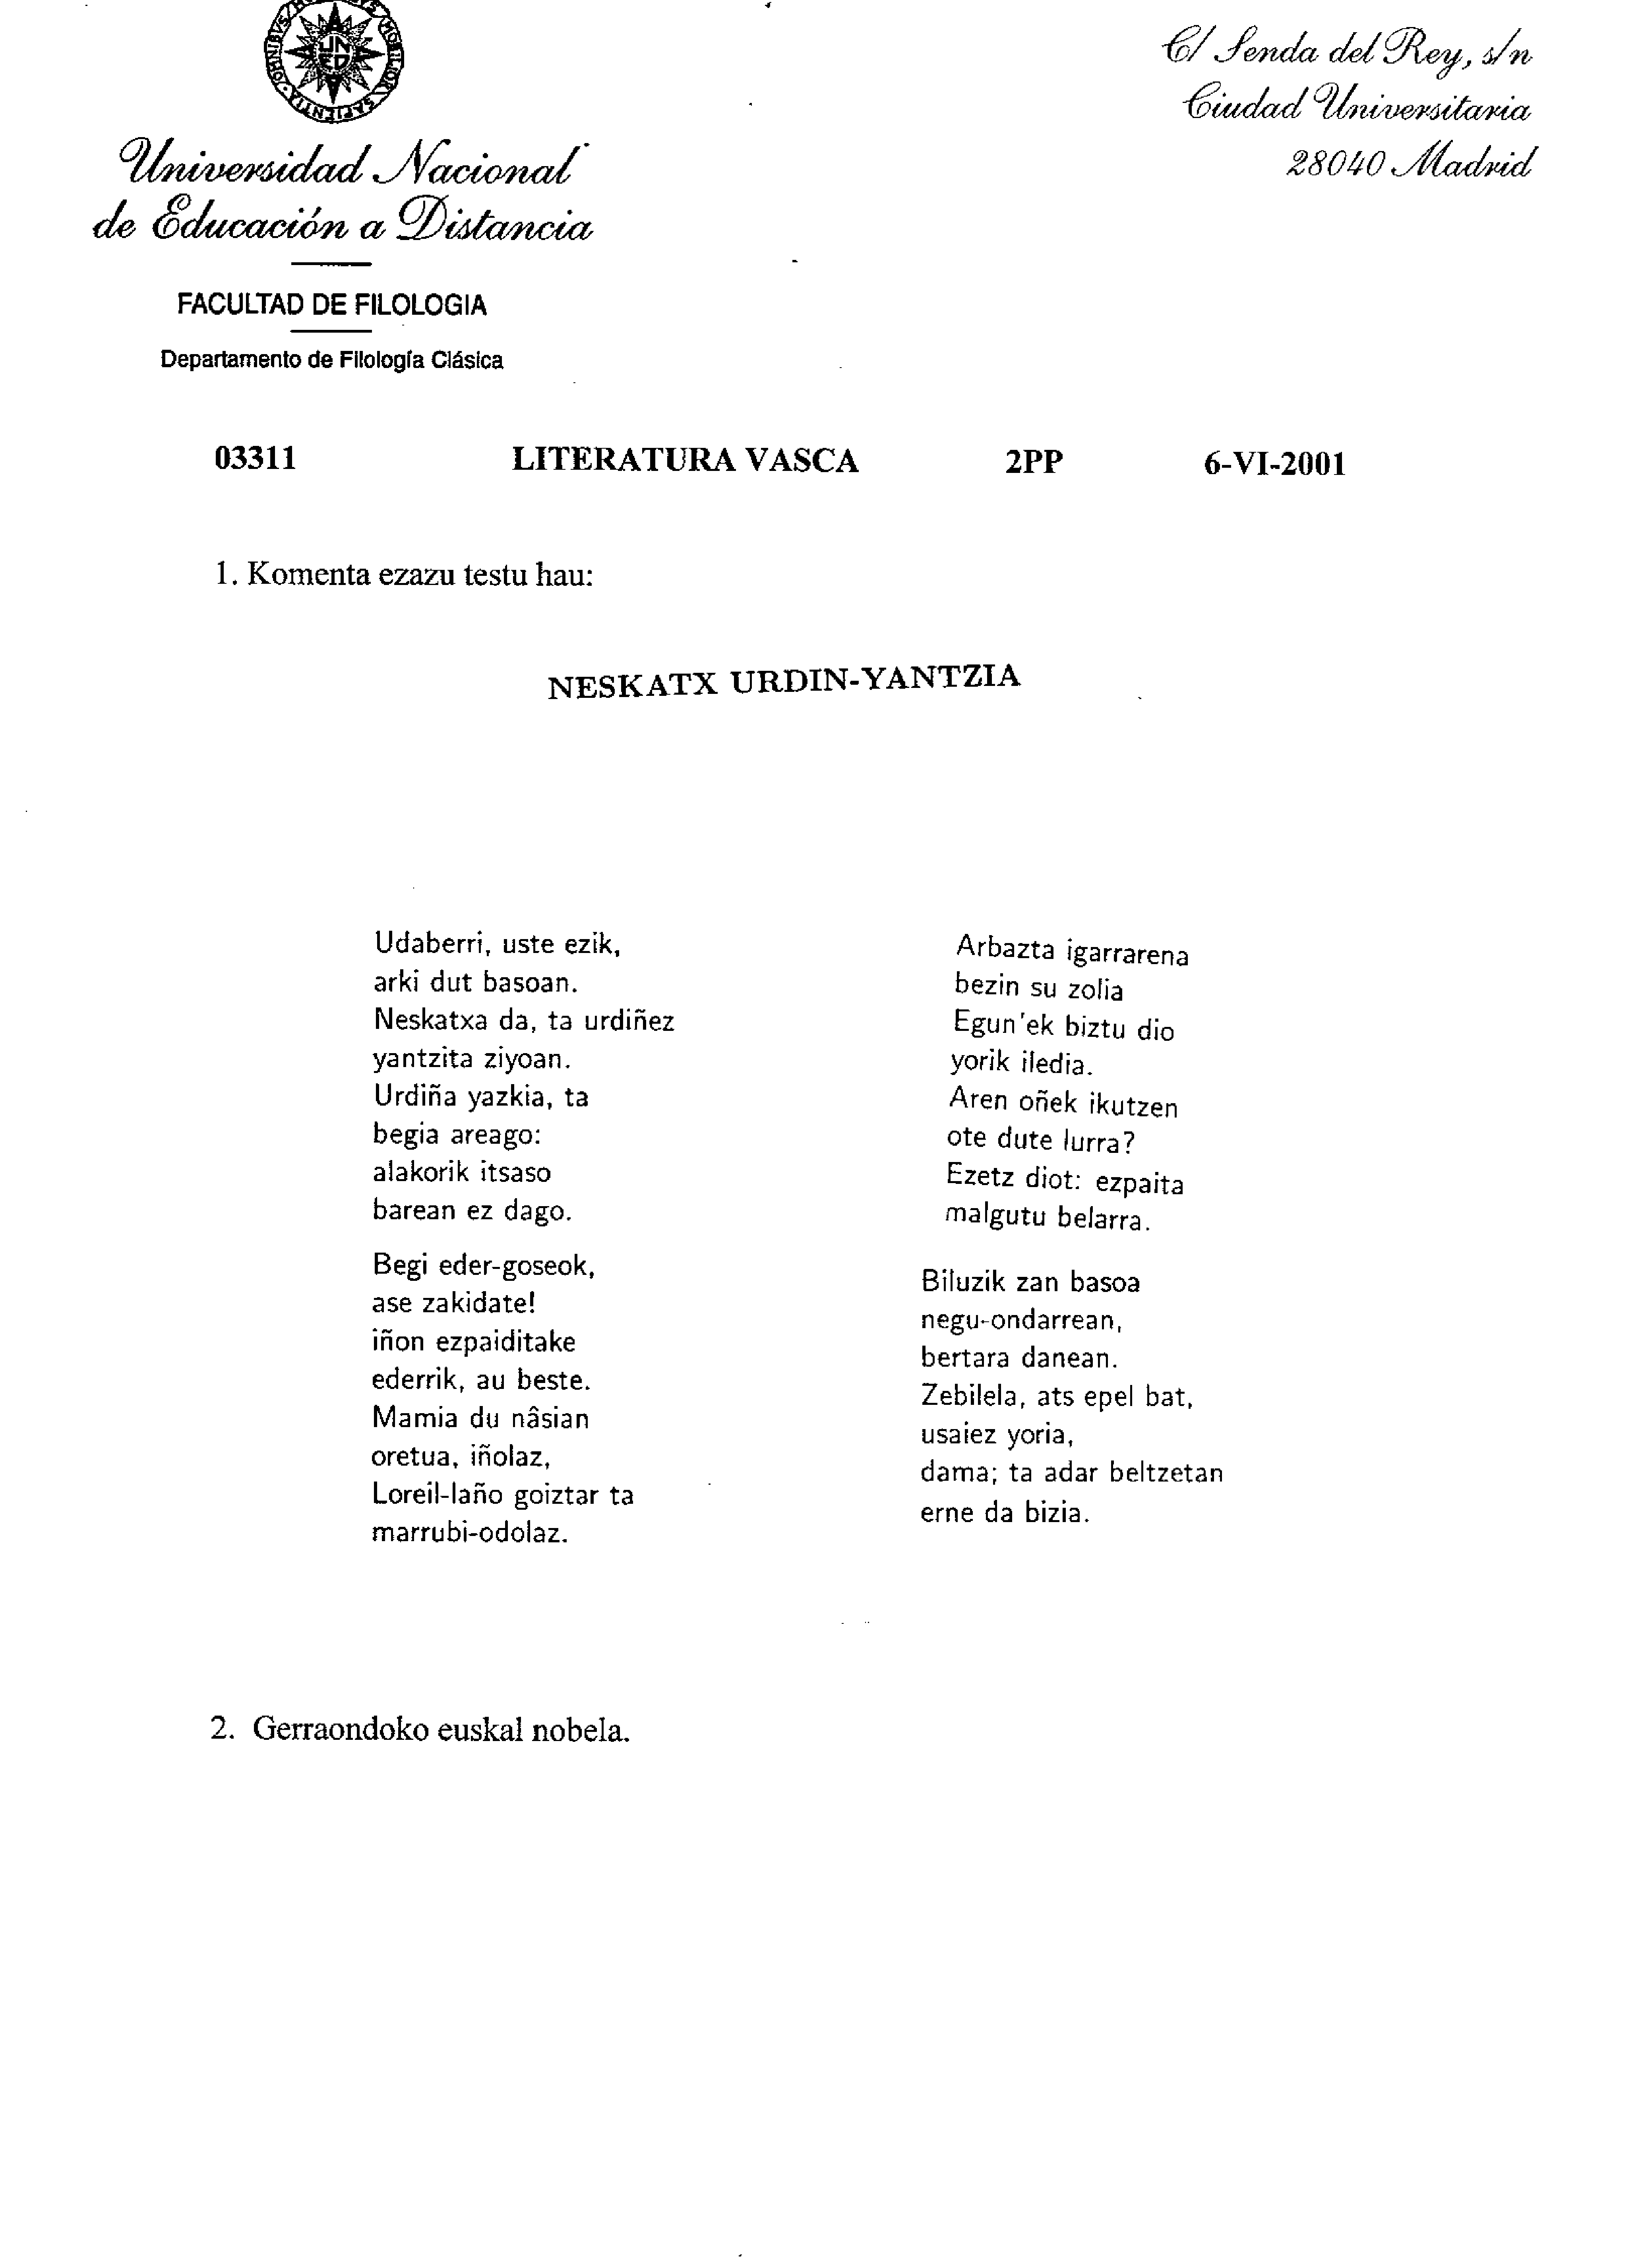 UNED
Universidad Nacional
de Educación a Distancia
FACULTAD DE FILOLOGIA
Departamento de Filología Clásica
C/ Senda del Rey, s/n
Ciudad Universitaria
28040 Madrid
03311 LITERATURA VASCA 2PP 6-VI-2001
1. Komenta ezazu testu hau:
NESKATX URDIN-YANTZIA
Udaberri, uste ezik,
arki dut basoan.
Neskatxa da, ta urdiñez
yantzita ziyoan.
Urdiña yazkia, ta
begia areago:
alakorik itsaso
barean ez dago.
Begi eder-goseok,
ase zakidate!
iñon ezpaiditake
ederrik, au beste.
Mamia du nâsian
oretua, iñolaz,
Loreil-laño goiztar ta
marrubi-odolaz.
Arbazta igarrarena
bezin su zolia
Egun'ek biztu dio
yorik iledia.
Aren oñek ikutzen
ote dute lurra?
Ezetz diot: ezpaita
malgutu belarra.
Biluzik zan basoa
negu-ondarrean,
bertara danean.
Zebilela, ats epel bat,
usaiez yoria,
dama; ta adar beltzetan
erne da bizia.
2. Gerraondoko euskal nobela.